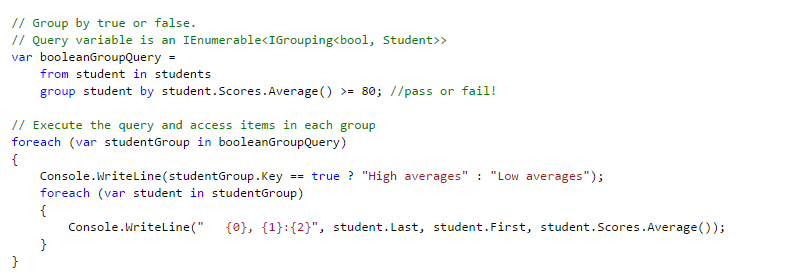 // Group by true or false.
// Query variable is an IEnumerable<IGrouping<bool, Student>>
var booleanGroupQuery =
    from student in students
    group student by student.Scores.Average() >= 80; //pass or fail!

// Execute the query and access items in each group
foreach (var studentGroup in booleanGroupQuery)
{
    Console.WriteLine(studentGroup.Key == true ? "High averages" : "Low averages");
    foreach (var student in studentGroup)
    {
        Console.WriteLine("   {0}, {1}:{2}", student.Last, student.First, student.Scores.Average());
    }
}